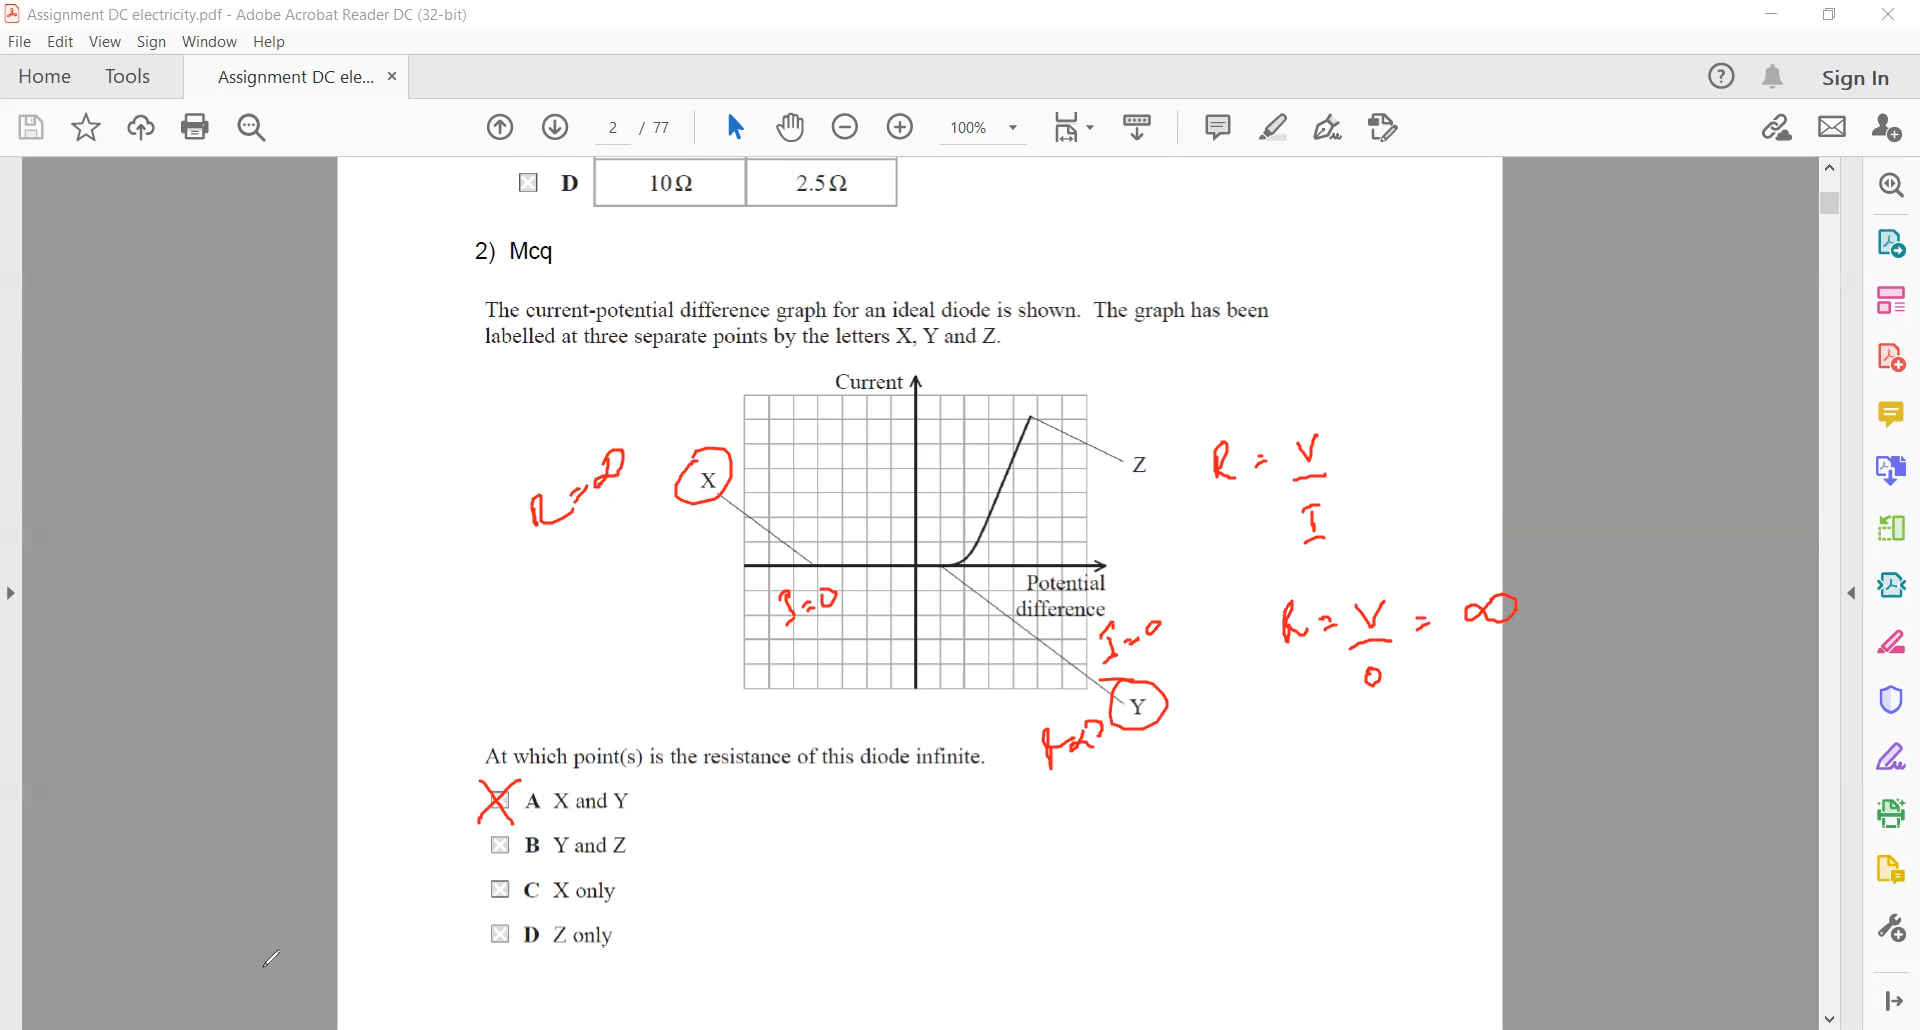 Assignment DC electricity.pdf - Adobe Acrobat Reader DC (32-bit)
File Edit View Sign Window Help
Home Tools Assignment DC ele... × Sign In
2 / 77 100%
D 10Ω 2.5Ω
2) Mcq
The current-potential difference graph for an ideal diode is shown. The graph has been
labelled at three separate points by the letters X, Y and Z.
Current
X
Z
R = V
I
Potential
difference
I=0
I=0
R = V = ∞
0
Y
At which point(s) is the resistance of this diode infinite.
A X and Y
B Y and Z
C X only
D Z only